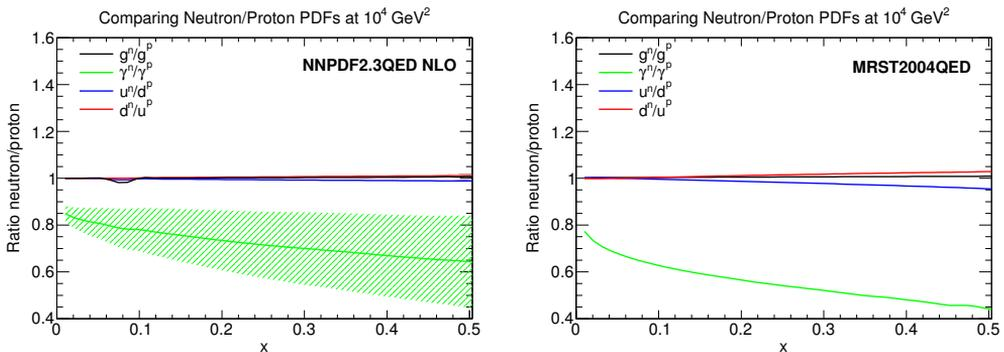 Comparing Neutron/Proton PDFs at 10⁴ GeV²
Ratio neutron/proton
1.6
1.4
1.2
1
0.8
0.6
0.4
gⁿ/gᵖ
γⁿ/γᵖ
uⁿ/dᵖ
dⁿ/uᵖ
NNPDF2.3QED NLO
0 0.1 0.2 0.3 0.4 0.5
x
Comparing Neutron/Proton PDFs at 10⁴ GeV²
Ratio neutron/proton
1.6
1.4
1.2
1
0.8
0.6
0.4
gⁿ/gᵖ
γⁿ/γᵖ
uⁿ/dᵖ
dⁿ/uᵖ
MRST2004QED
0 0.1 0.2 0.3 0.4 0.5
x